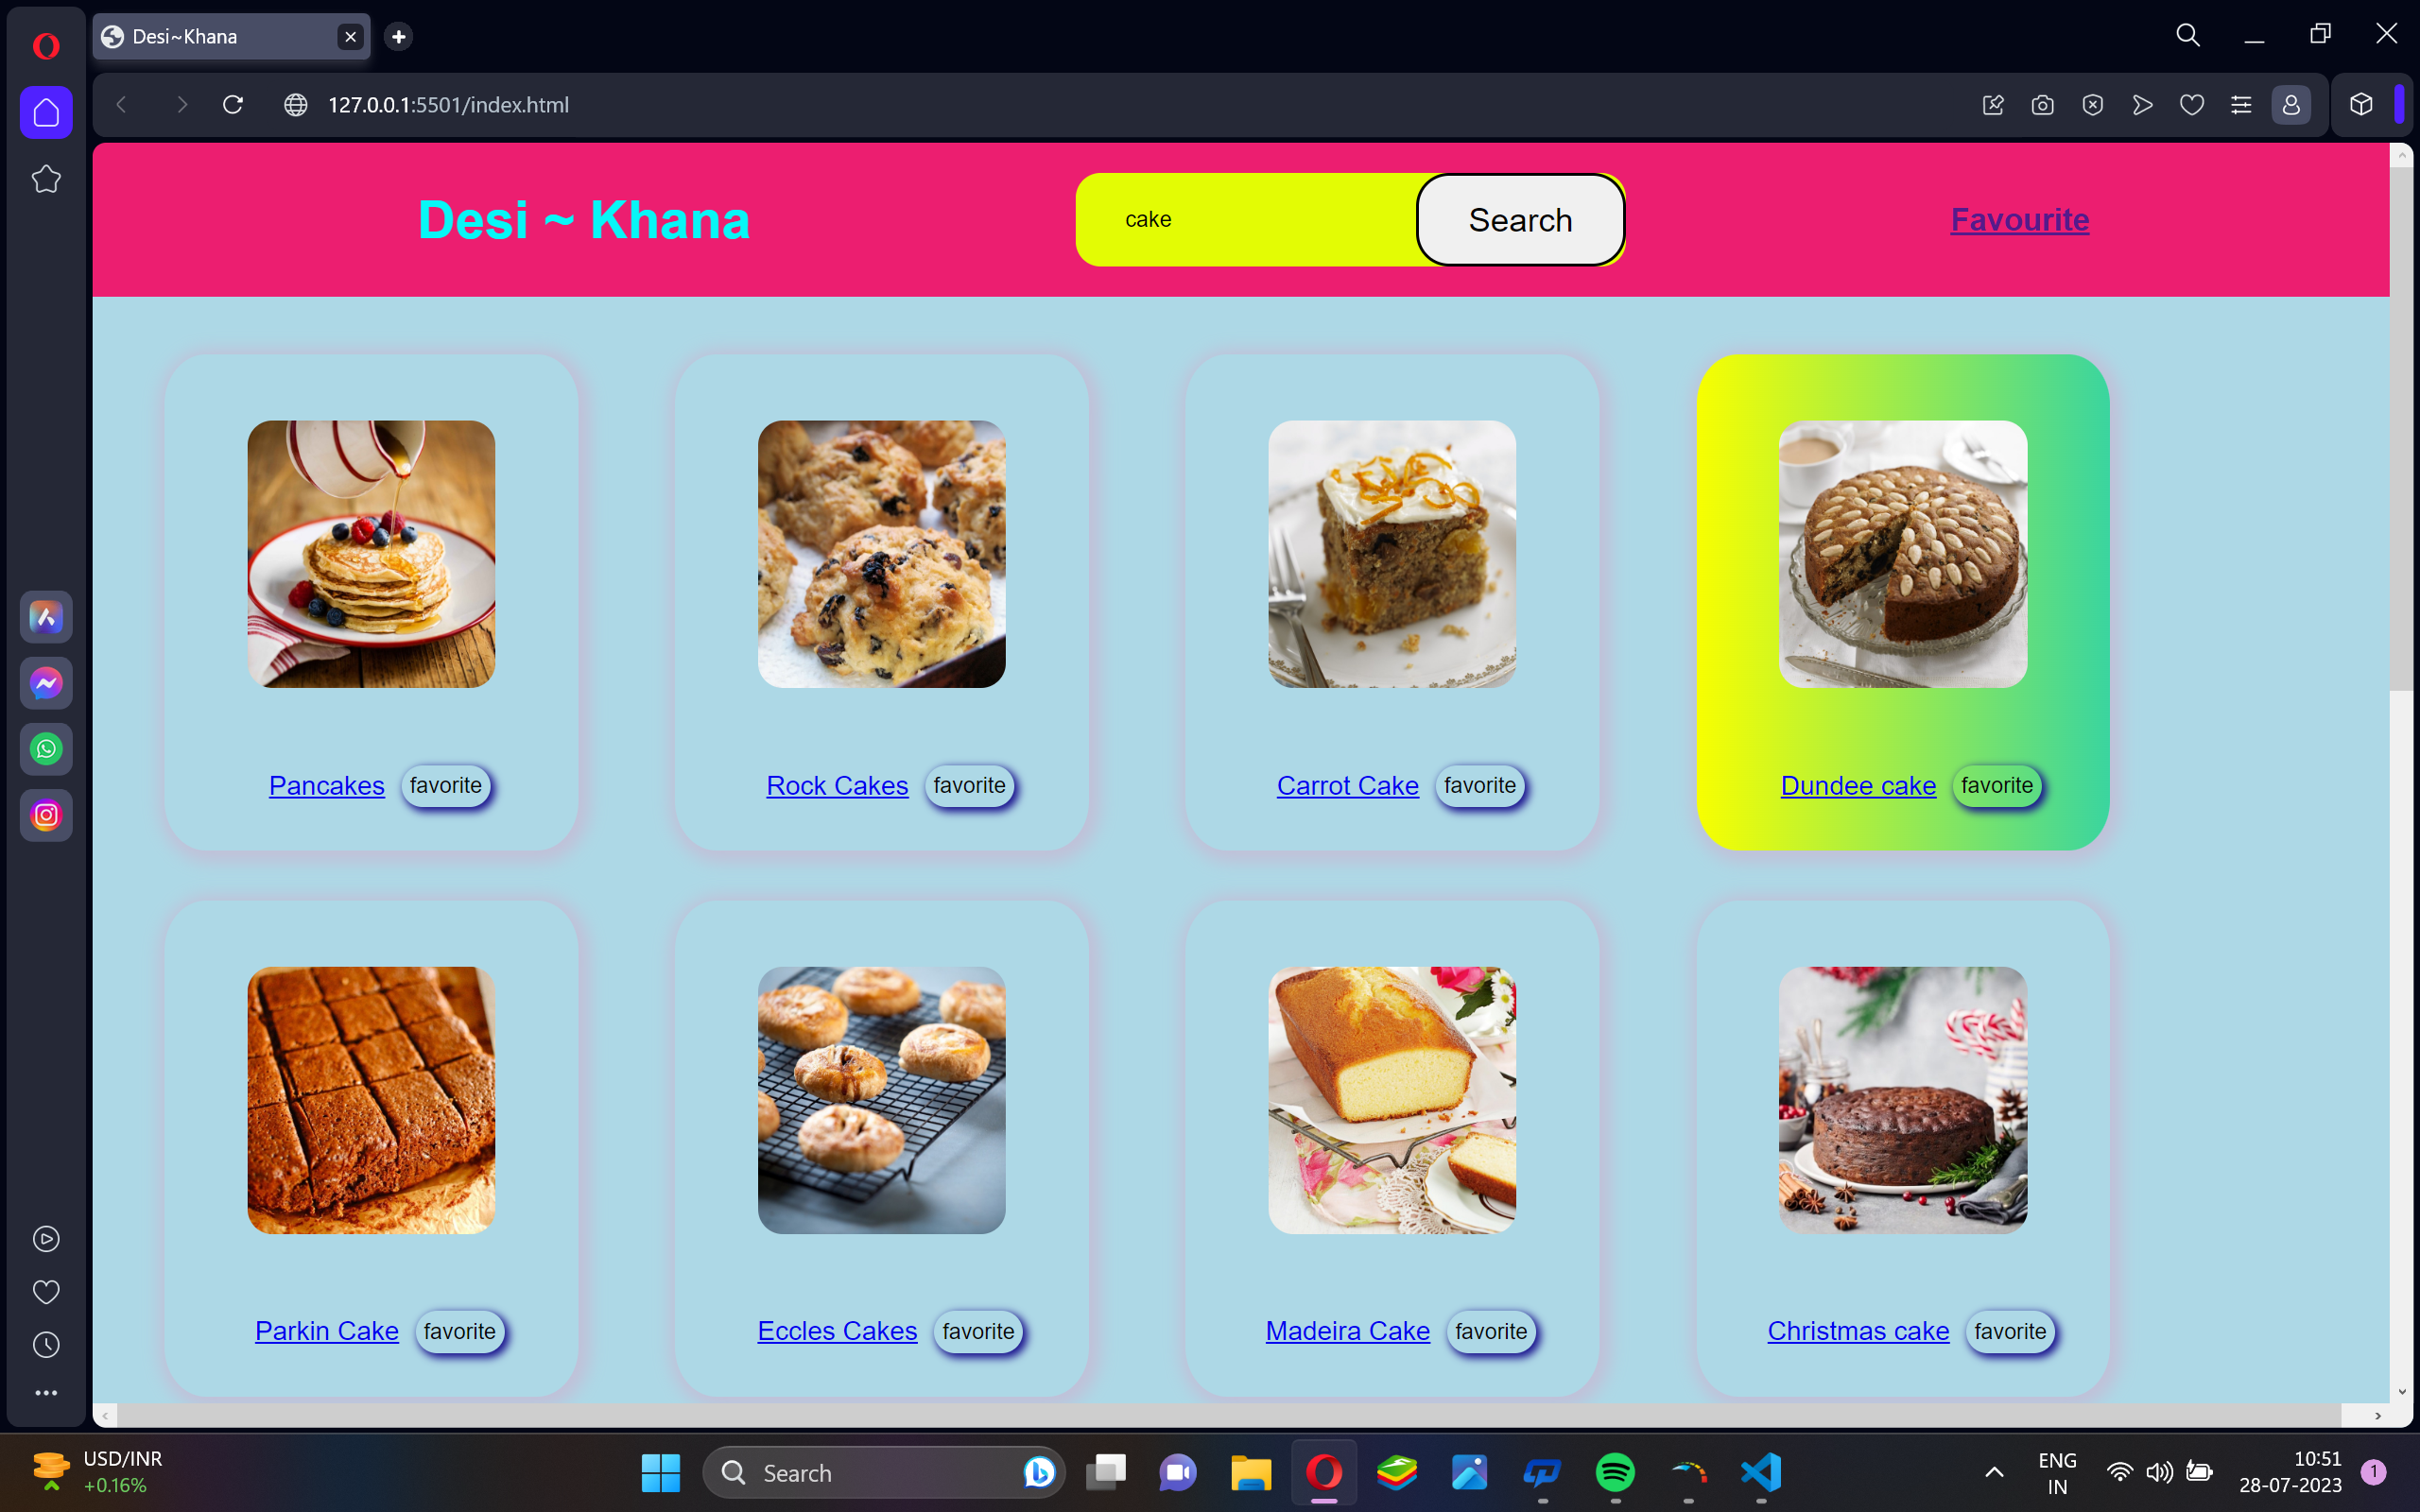 Desi~Khana
127.0.0.1:5501/index.html
Desi ~ Khana
cake
Search
Favourite
Pancakes favorite
Rock Cakes favorite
Carrot Cake favorite
Dundee cake favorite
Parkin Cake favorite
Eccles Cakes favorite
Madeira Cake favorite
Christmas cake favorite
USD/INR
+0.16%
Search
ENG
IN
10:51
28-07-2023
1